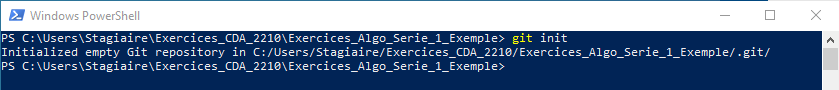 Windows PowerShell
PS C:\Users\Stagiaire\Exercices_CDA_2210\Exercices_Algo_Serie_1_Exemple> git init
Initialized empty Git repository in C:/Users/Stagiaire/Exercices_CDA_2210/Exercices_Algo_Serie_1_Exemple/.git/
PS C:\Users\Stagiaire\Exercices_CDA_2210\Exercices_Algo_Serie_1_Exemple>